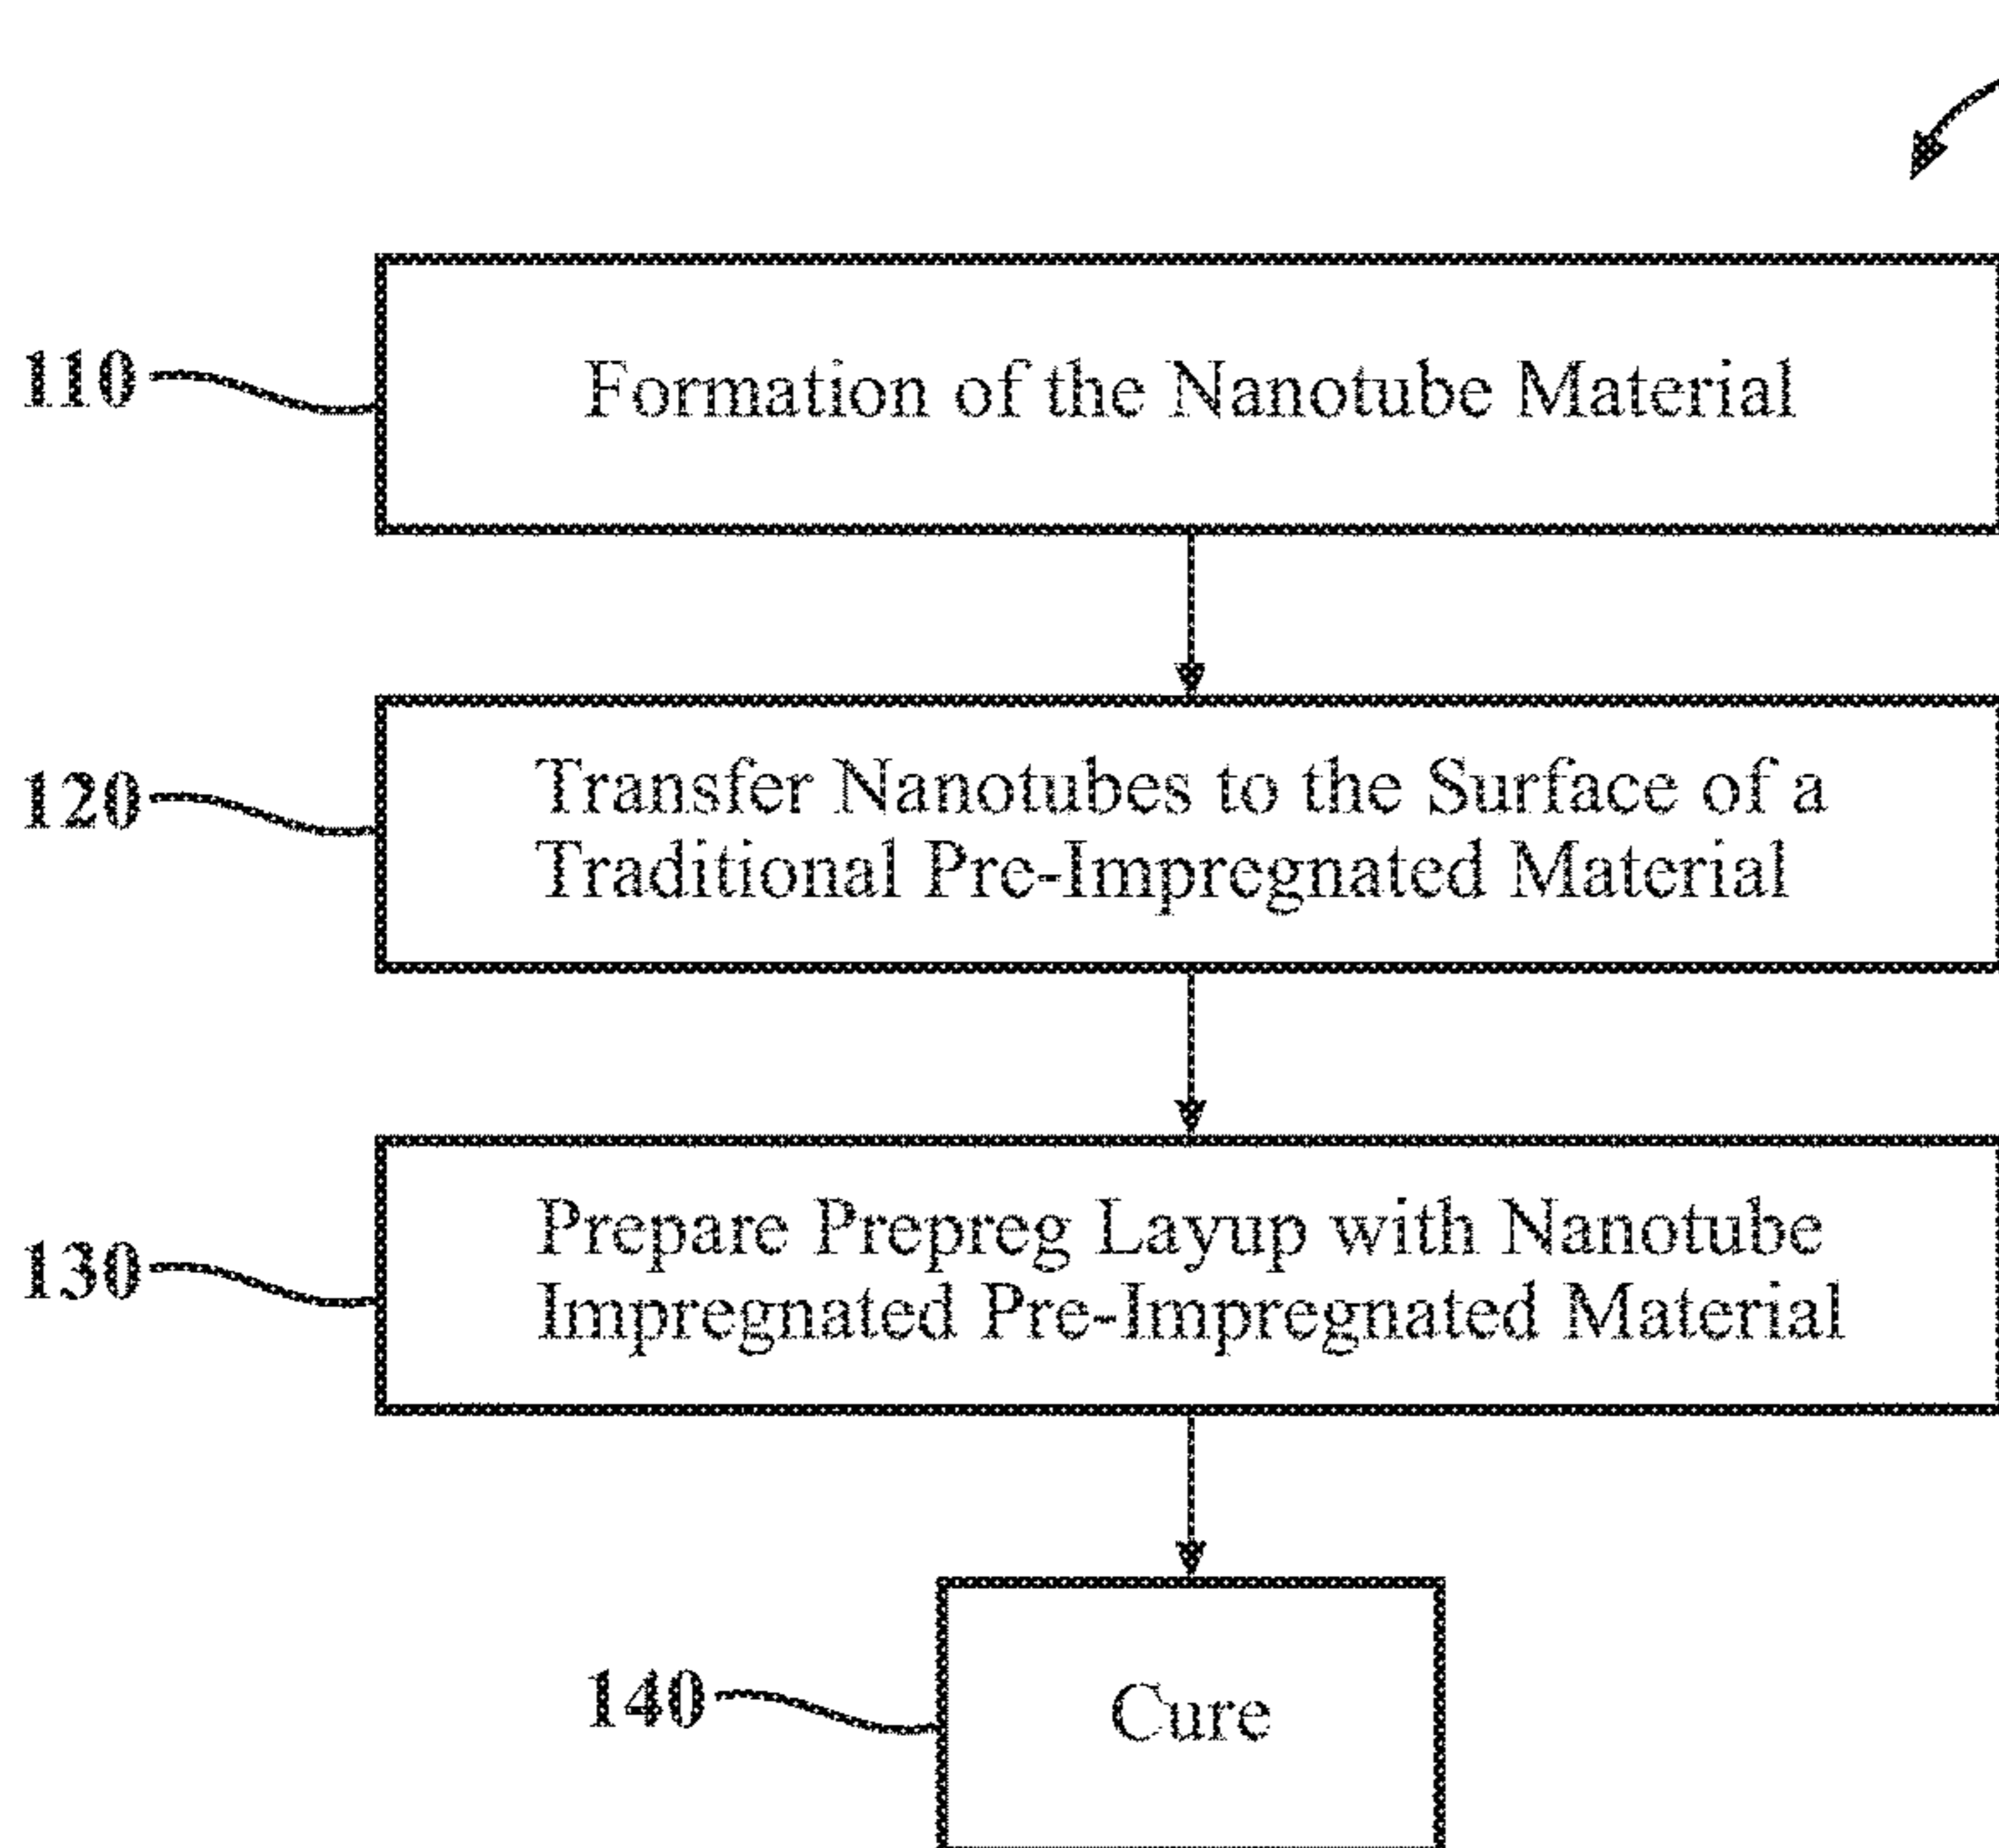 110
Formation of the Nanotube Material
120
Transfer Nanotubes to the Surface of a
Traditional Pre-Impregnated Material
130
Prepare Prepreg Layup with Nanotube
Impregnated Pre-Impregnated Material
140
Cure